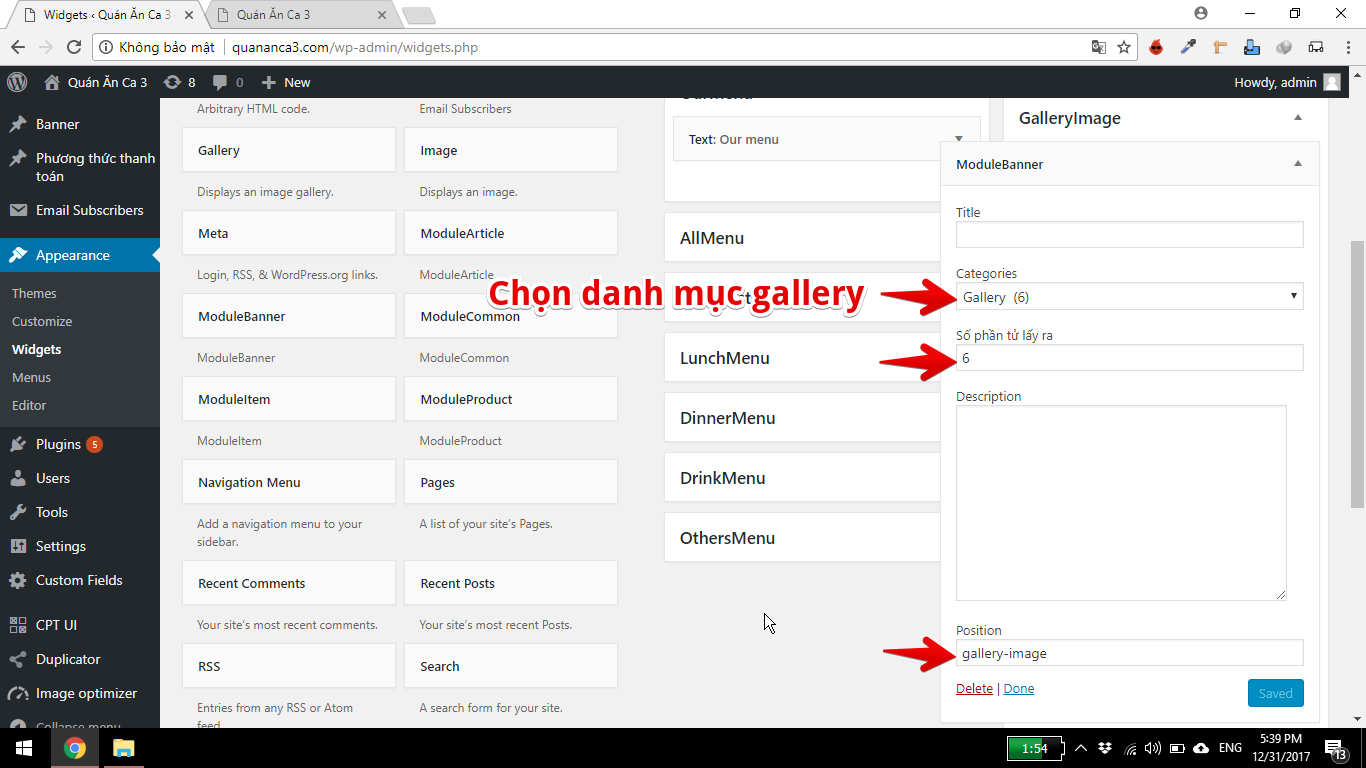 Widgets ‹ Quán Ăn Ca 3
Quán Ăn Ca 3
Không bảo mật
quananca3.com/wp-admin/widgets.php
Quán Ăn Ca 3
8
0
New
Howdy, admin
Banner
Phương thức thanh
toán
Email Subscribers
Appearance
Themes
Customize
Widgets
Menus
Editor
Plugins 5
Users
Tools
Settings
Custom Fields
CPT UI
Duplicator
Image optimizer
Collapse menu
Arbitrary HTML code.
Email Subscribers
Gallery
Image
Displays an image gallery.
Displays an image.
Meta
ModuleArticle
Login, RSS, & WordPress.org links.
ModuleArticle
ModuleBanner
ModuleCommon
ModuleBanner
ModuleCommon
ModuleItem
ModuleProduct
ModuleItem
ModuleProduct
Navigation Menu
Pages
Add a navigation menu to your
sidebar.
A list of your site's Pages.
Recent Comments
Recent Posts
Your site's most recent comments.
Your site's most recent Posts.
RSS
Search
Entries from any RSS or Atom
feed.
A search form for your site.
Text: Our menu
AllMenu
LunchMenu
DinnerMenu
DrinkMenu
OthersMenu
Chọn danh mục gallery
GalleryImage
ModuleBanner
Title
Categories
Gallery (6)
Số phần tử lấy ra
6
Description
Position
gallery-image
Delete | Done
Saved
1:54
ENG
5:39 PM
12/31/2017
13